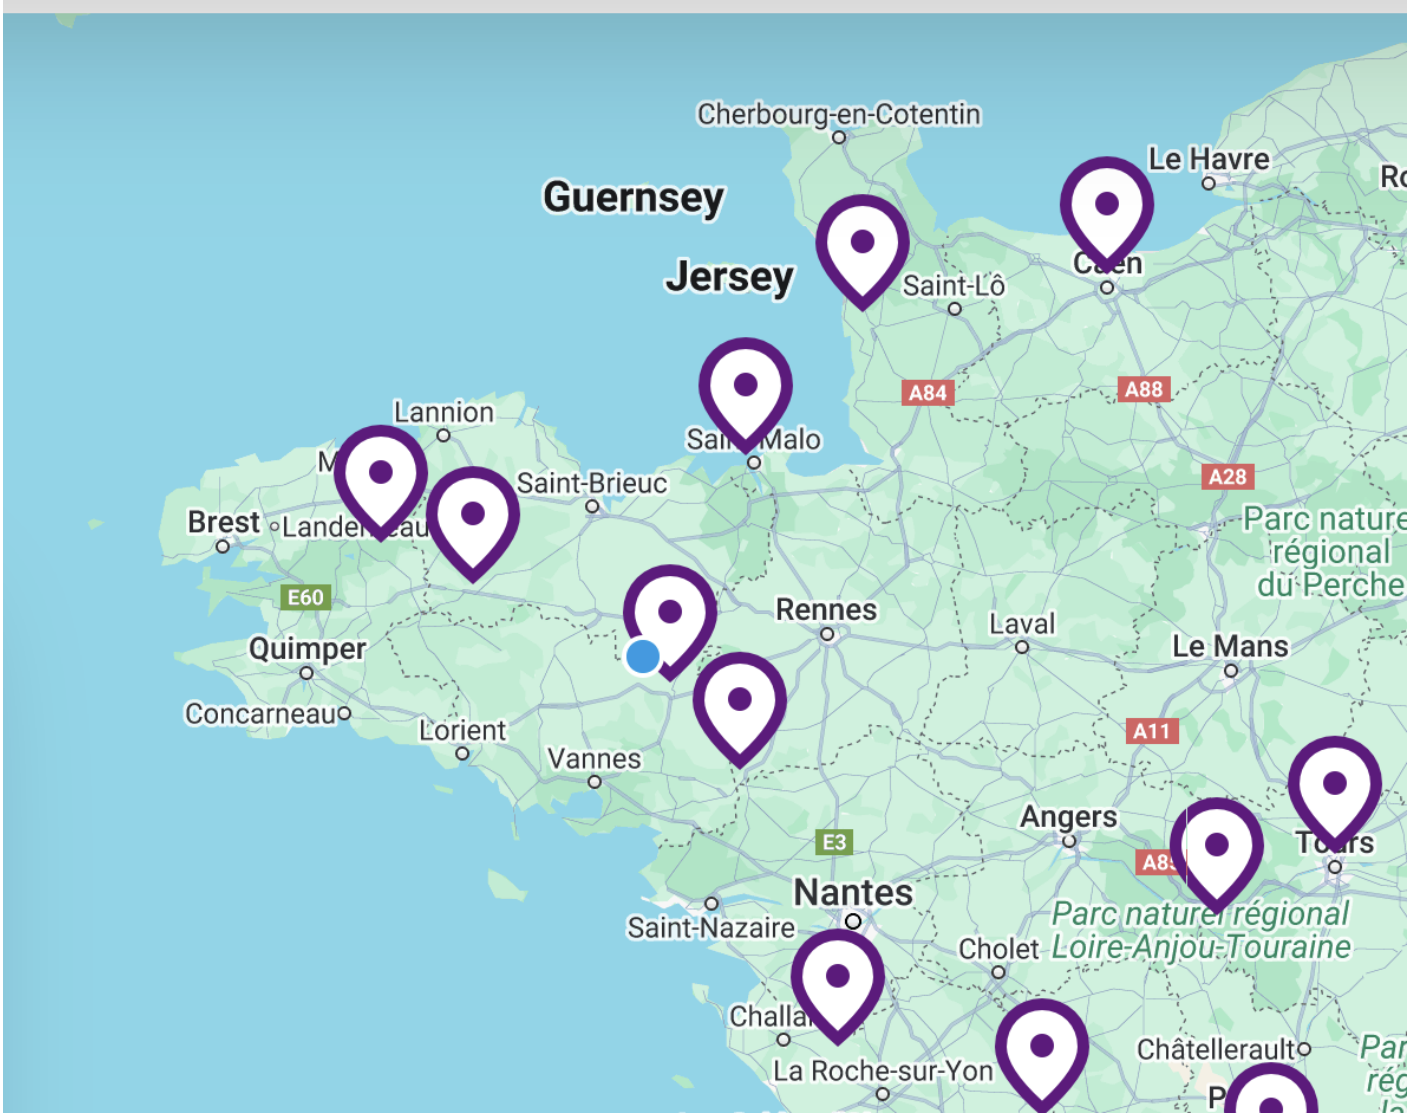 Cherbourg-en-Cotentin
Le Havre
Guernsey
Jersey
Saint-Lô
A84
A88
Lannion
A28
Saint-Brieuc
Brest
Parc nature
régional
du Perche
E60
Rennes
Laval
Quimper
Le Mans
Concarneau
Lorient
A11
Vannes
Angers
E3
Nantes
Parc naturel régional
Loire-Anjou-Touraine
Saint-Nazaire
Cholet
Châtellerault
La Roche-sur-Yon